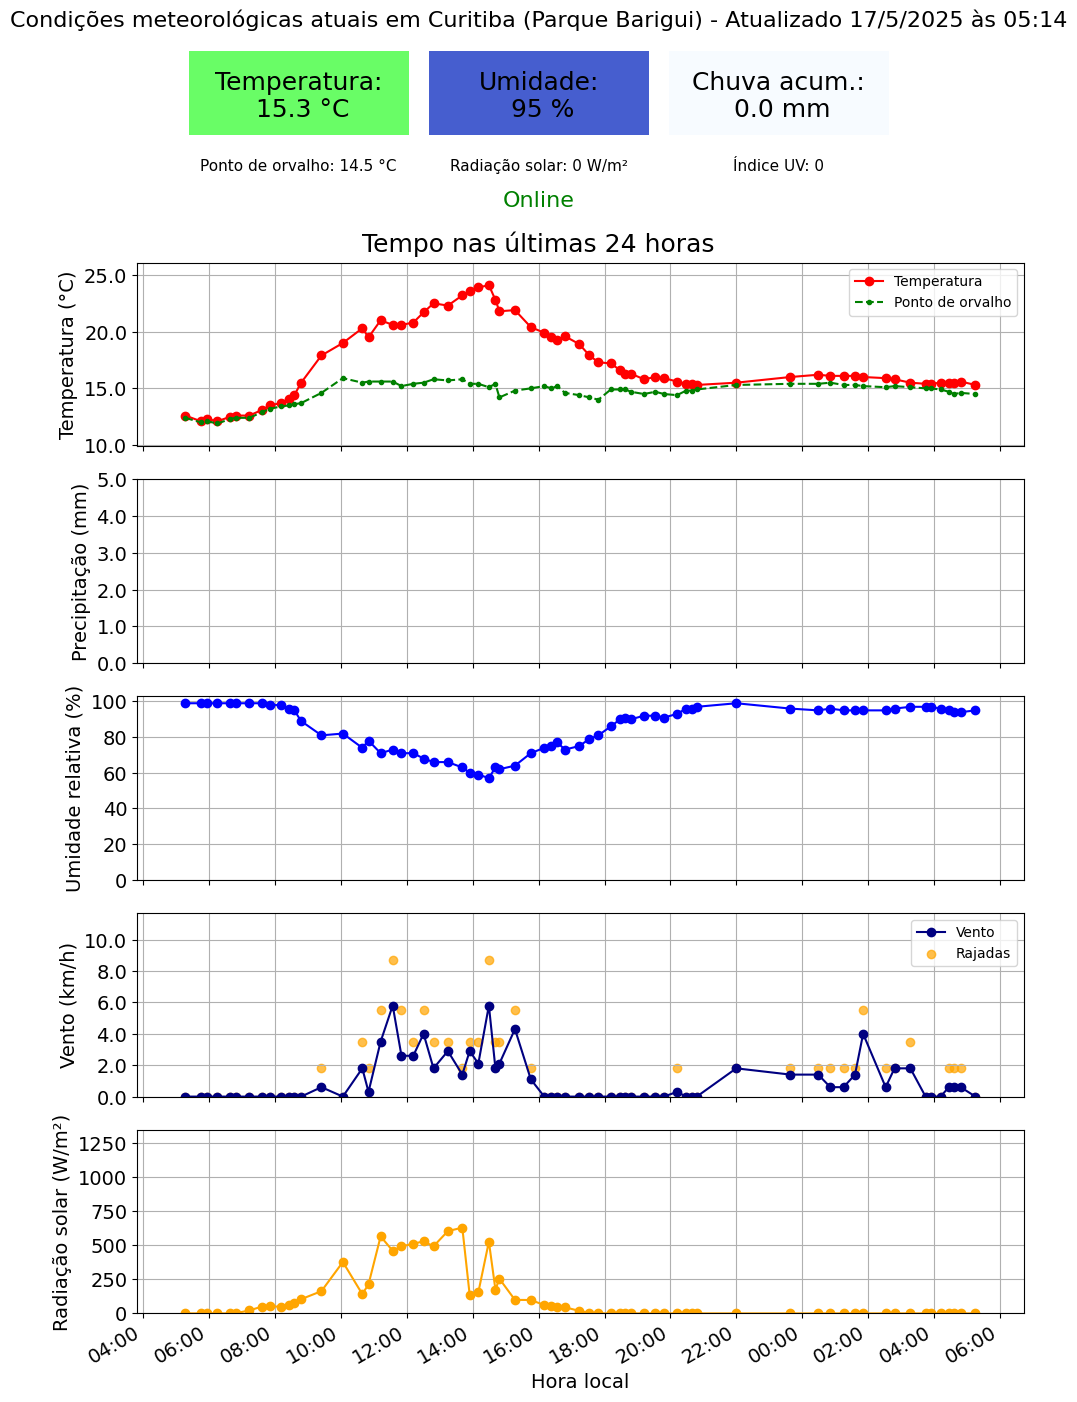 Condições meteorológicas atuais em Curitiba (Parque Barigui) - Atualizado 17/5/2025 às 05:14
Temperatura:
15.3 °C
Umidade:
95 %
Chuva acum.:
0.0 mm
Ponto de orvalho: 14.5 °C
Radiação solar: 0 W/m²
Índice UV: 0
Online
Tempo nas últimas 24 horas
Temperatura (°C)
25.0
20.0
15.0
10.0
Temperatura
Ponto de orvalho
Precipitação (mm)
5.0
4.0
3.0
2.0
1.0
0.0
Umidade relativa (%)
100
80
60
40
20
0
Vento (km/h)
10.0
8.0
6.0
4.0
2.0
0.0
Vento
Rajadas
Radiação solar (W/m²)
1250
1000
750
500
250
0
04:00
06:00
08:00
10:00
12:00
14:00
16:00
18:00
20:00
22:00
00:00
02:00
04:00
06:00
Hora local